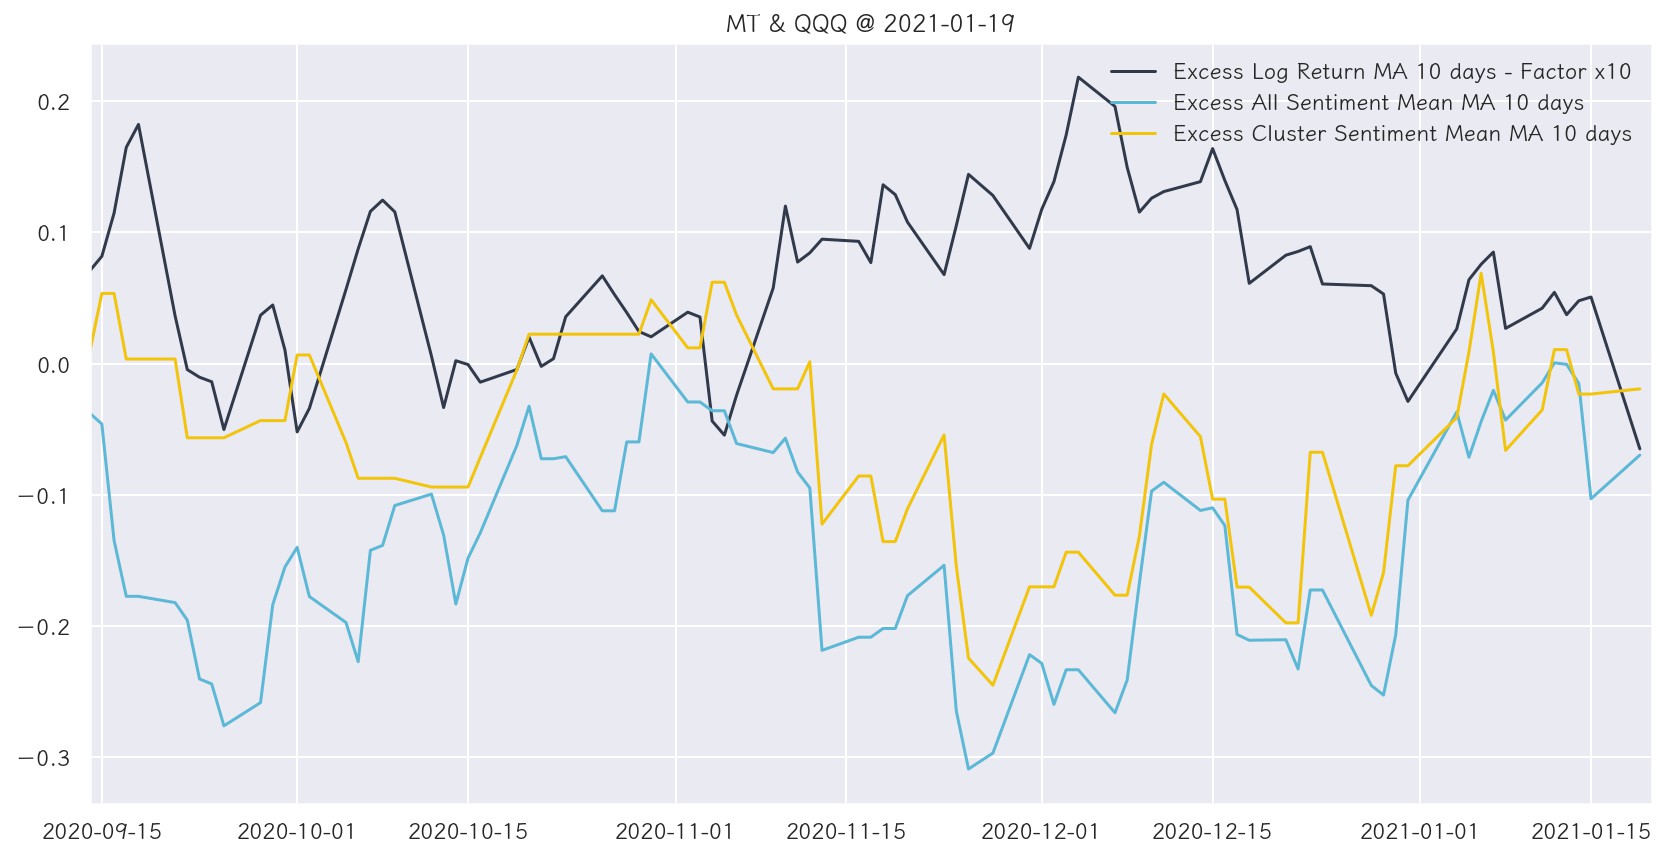 MT & QQQ @ 2021-01-19
Excess Log Return MA 10 days - Factor x10
Excess All Sentiment Mean MA 10 days
Excess Cluster Sentiment Mean MA 10 days
0.2
0.1
0.0
−0.1
−0.2
−0.3
2020-09-15 2020-10-01 2020-10-15 2020-11-01 2020-11-15 2020-12-01 2020-12-15 2021-01-01 2021-01-15